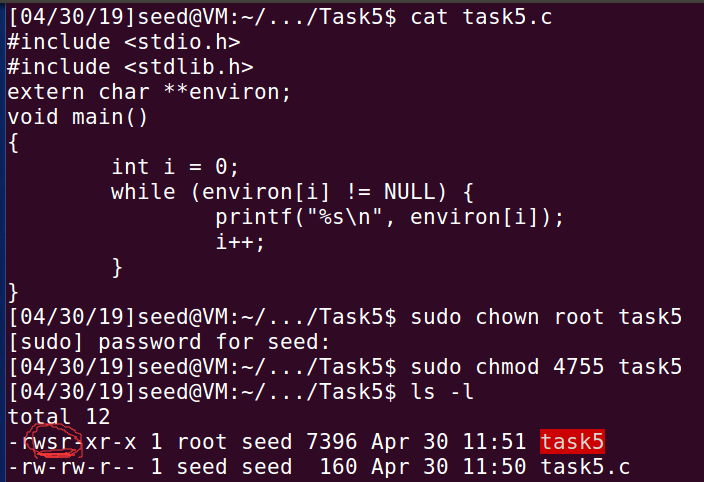 [04/30/19]seed@VM:~/.../Task5$ cat task5.c
#include <stdio.h>
#include <stdlib.h>
extern char **environ;
void main()
{
        int i = 0;
        while (environ[i] != NULL) {
                printf("%s\n", environ[i]);
                i++;
        }
}
[04/30/19]seed@VM:~/.../Task5$ sudo chown root task5
[sudo] password for seed:
[04/30/19]seed@VM:~/.../Task5$ sudo chmod 4755 task5
[04/30/19]seed@VM:~/.../Task5$ ls -l
total 12
-rwsr-xr-x 1 root seed 7396 Apr 30 11:51 task5
-rw-rw-r-- 1 seed seed  160 Apr 30 11:50 task5.c